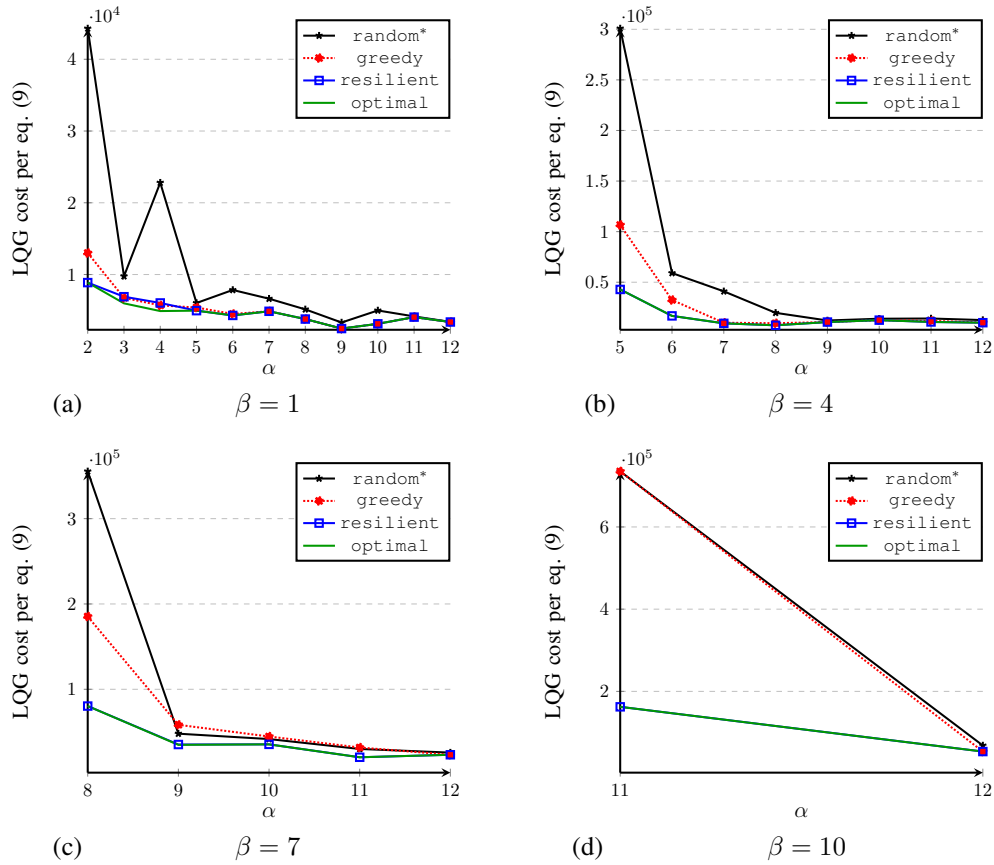 ·10^4
random*
greedy
resilient
optimal
4
3
2
1
LQG cost per eq. (9)
2 3 4 5 6 7 8 9 10 11 12
α
(a) β = 1
·10^5
random*
greedy
resilient
optimal
3
2.5
2
1.5
1
0.5
LQG cost per eq. (9)
5 6 7 8 9 10 11 12
α
(b) β = 4
·10^5
random*
greedy
resilient
optimal
3
2
1
LQG cost per eq. (9)
8 9 10 11 12
α
(c) β = 7
·10^5
random*
greedy
resilient
optimal
6
4
2
LQG cost per eq. (9)
11 12
α
(d) β = 10